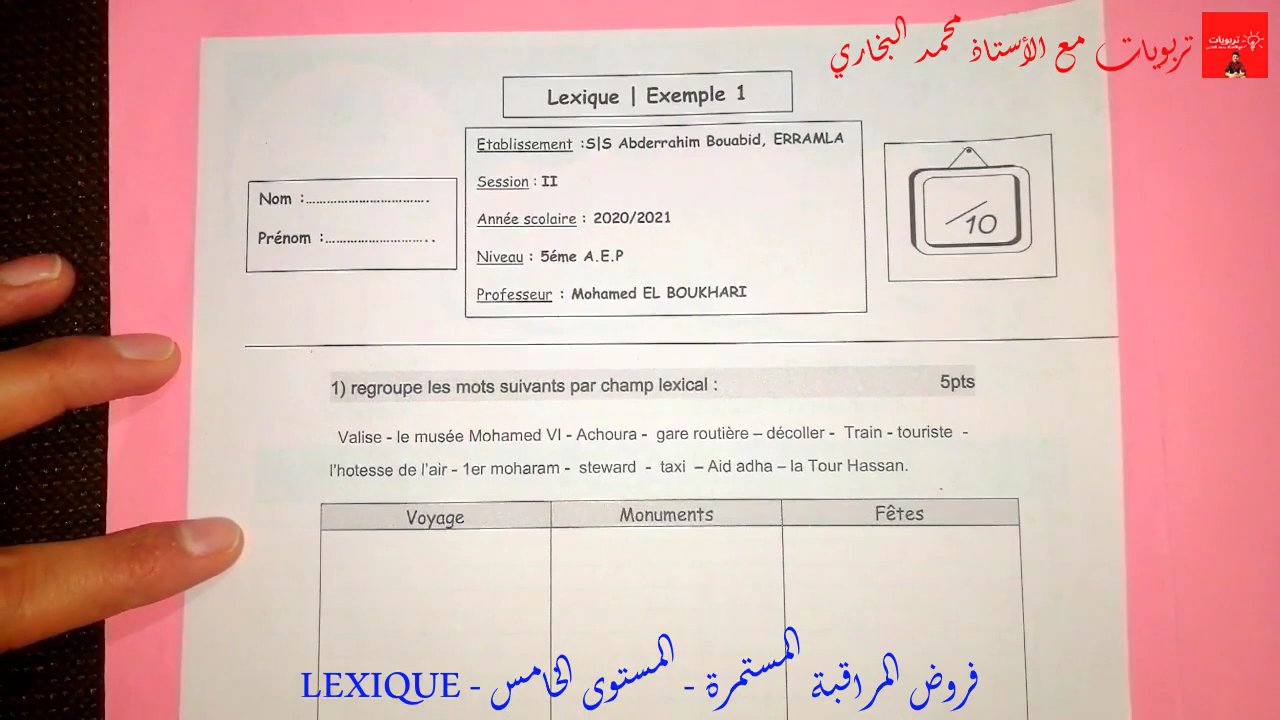 تربويات مع الأستاذ محمد البخاري
تربويات
Lexique | Exemple 1
Nom :……………………………….
Prénom :………………………..
Etablissement :S|S Abderrahim Bouabid, ERRAMLA
Session : II
Année scolaire : 2020/2021
Niveau : 5éme A.E.P
Professeur : Mohamed EL BOUKHARI
/10
1) regroupe les mots suivants par champ lexical : 5pts
Valise - le musée Mohamed VI - Achoura - gare routière – décoller - Train - touriste -
l'hotesse de l'air - 1er moharam - steward - taxi – Aid adha – la Tour Hassan.
Voyage Monuments Fêtes
فروض المراقبة المستمرة - المستوى الخامس - LEXIQUE